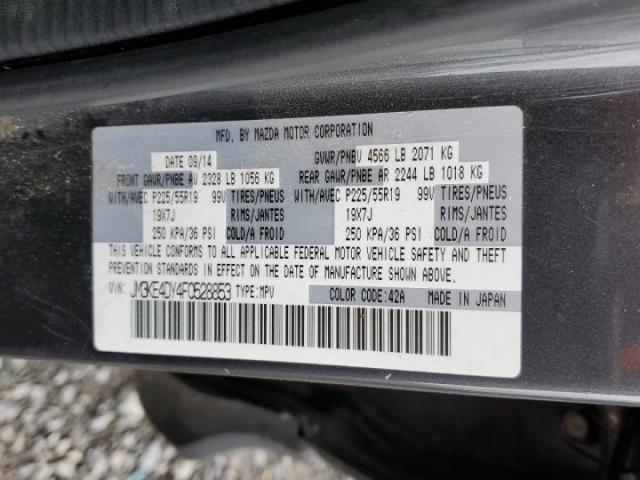 MFD. BY MAZDA MOTOR CORPORATION
DATE 09/14 GVWR/PNBV 4566 LB 2071 KG
FRONT GAWR/PNBE AV 2328 LB 1056 KG REAR GAWR/PNBE AR 2244 LB 1018 KG
WITH/AVEC P225/55R19 99V TIRES/PNEUS WITH/AVEC P225/55R19 99V TIRES/PNEUS
19X7J RIMS/JANTES 19X7J RIMS/JANTES
250 KPA/36 PSI COLD/A FROID 250 KPA/36 PSI COLD/A FROID
THIS VEHICLE CONFORMS TO ALL APPLICABLE FEDERAL MOTOR VEHICLE SAFETY AND THEFT
PREVENTION STANDARDS IN EFFECT ON THE DATE OF MANUFACTURE SHOWN ABOVE.
VIN: JM3KE4DY4F0528853 TYPE:MPV COLOR CODE:42A MADE IN JAPAN